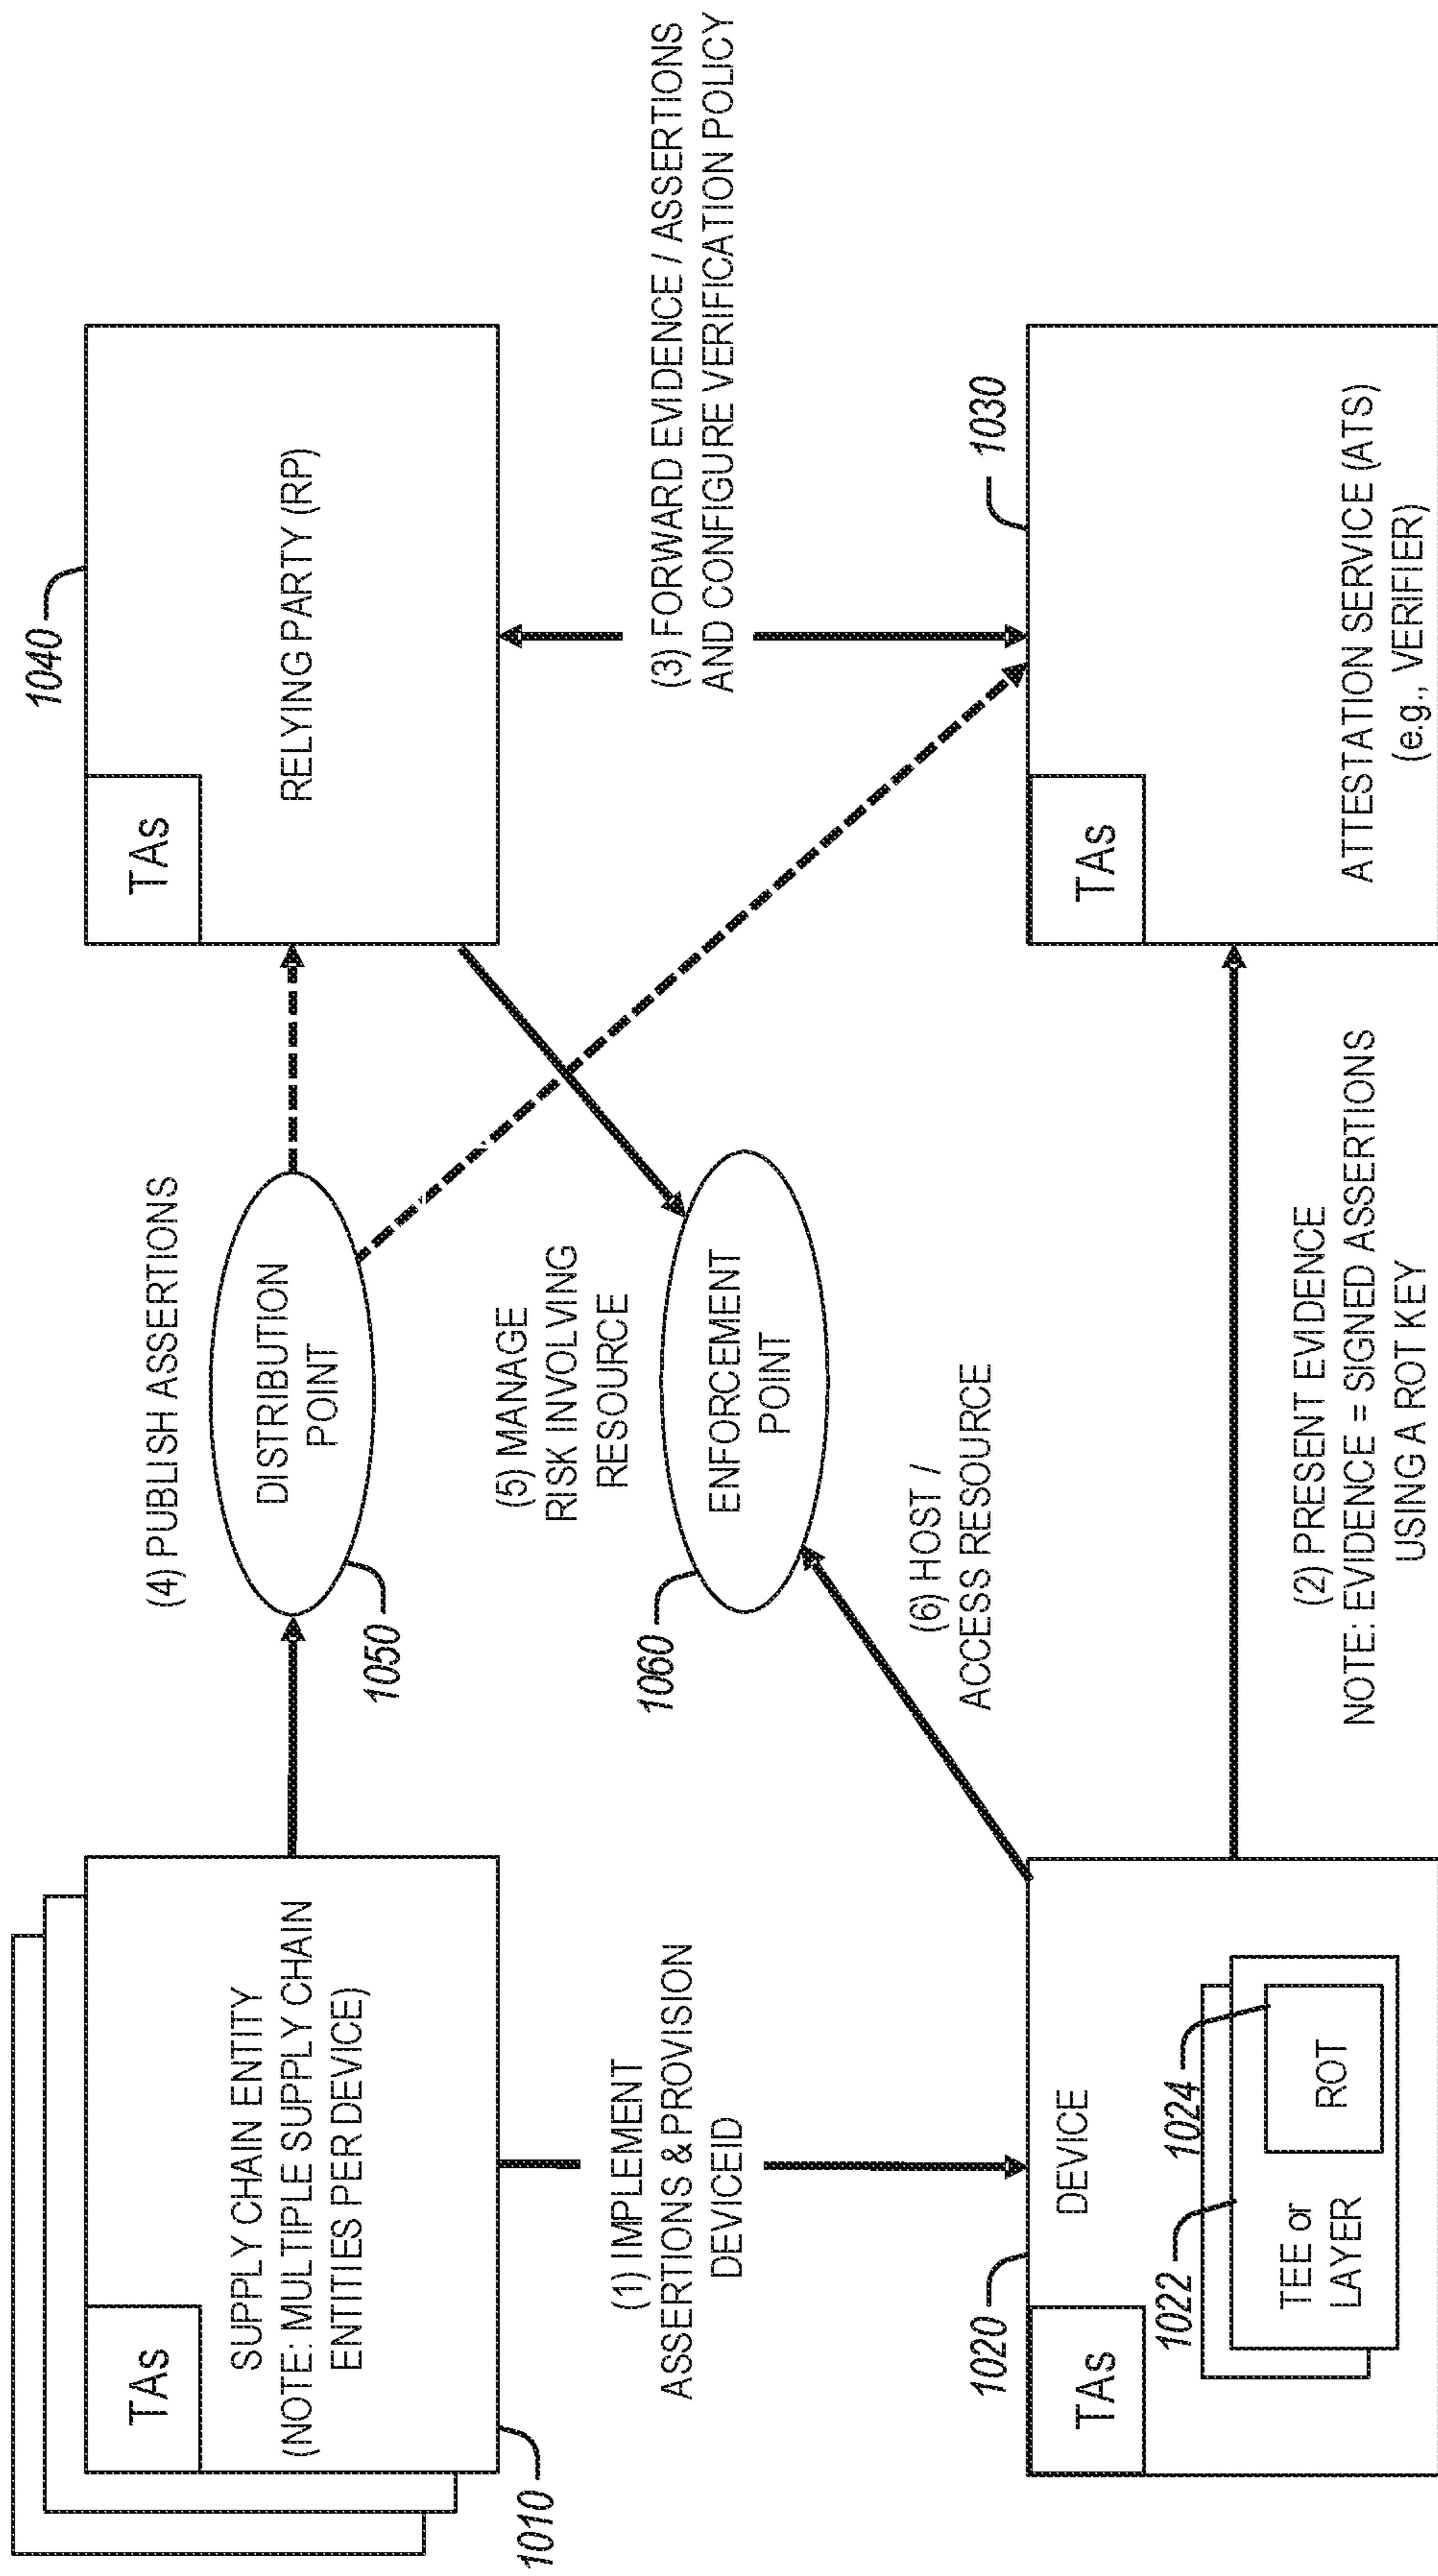 TAs
SUPPLY CHAIN ENTITY
(NOTE: MULTIPLE SUPPLY CHAIN
ENTITIES PER DEVICE)
1010
(4) PUBLISH ASSERTIONS
DISTRIBUTION
POINT
1050
1040
TAs
RELYING PARTY (RP)
(1) IMPLEMENT
ASSERTIONS & PROVISION
DEVICEID
(5) MANAGE
RISK INVOLVING
RESOURCE
ENFORCEMENT
POINT
1060
(6) HOST /
ACCESS RESOURCE
(3) FORWARD EVIDENCE / ASSERTIONS
AND CONFIGURE VERIFICATION POLICY
1020
TAs
DEVICE
1022
1024
TEE or
LAYER
ROT
(2) PRESENT EVIDENCE
NOTE: EVIDENCE = SIGNED ASSERTIONS
USING A ROT KEY
1030
TAs
ATTESTATION SERVICE (ATS)
(e.g., VERIFIER)